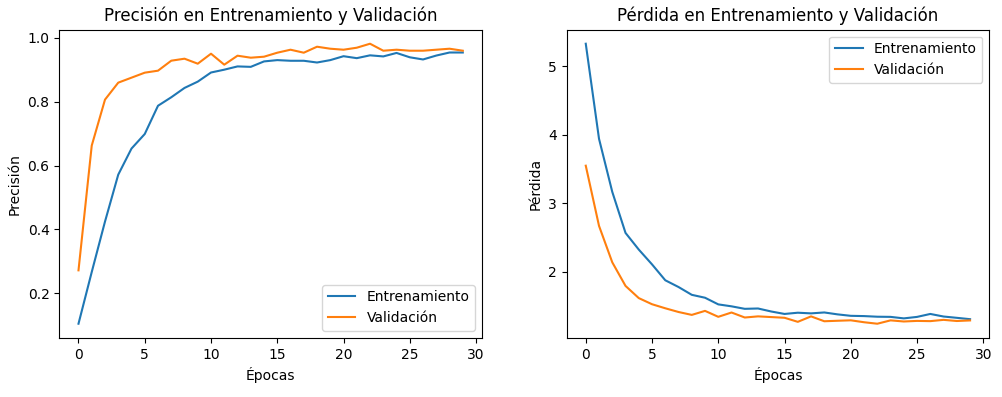 Precisión en Entrenamiento y Validación
1.0
0.8
0.6
0.4
0.2
Precisión
0 5 10 15 20 25 30
Épocas
Entrenamiento
Validación
Pérdida en Entrenamiento y Validación
5
4
3
2
Pérdida
0 5 10 15 20 25 30
Épocas
Entrenamiento
Validación